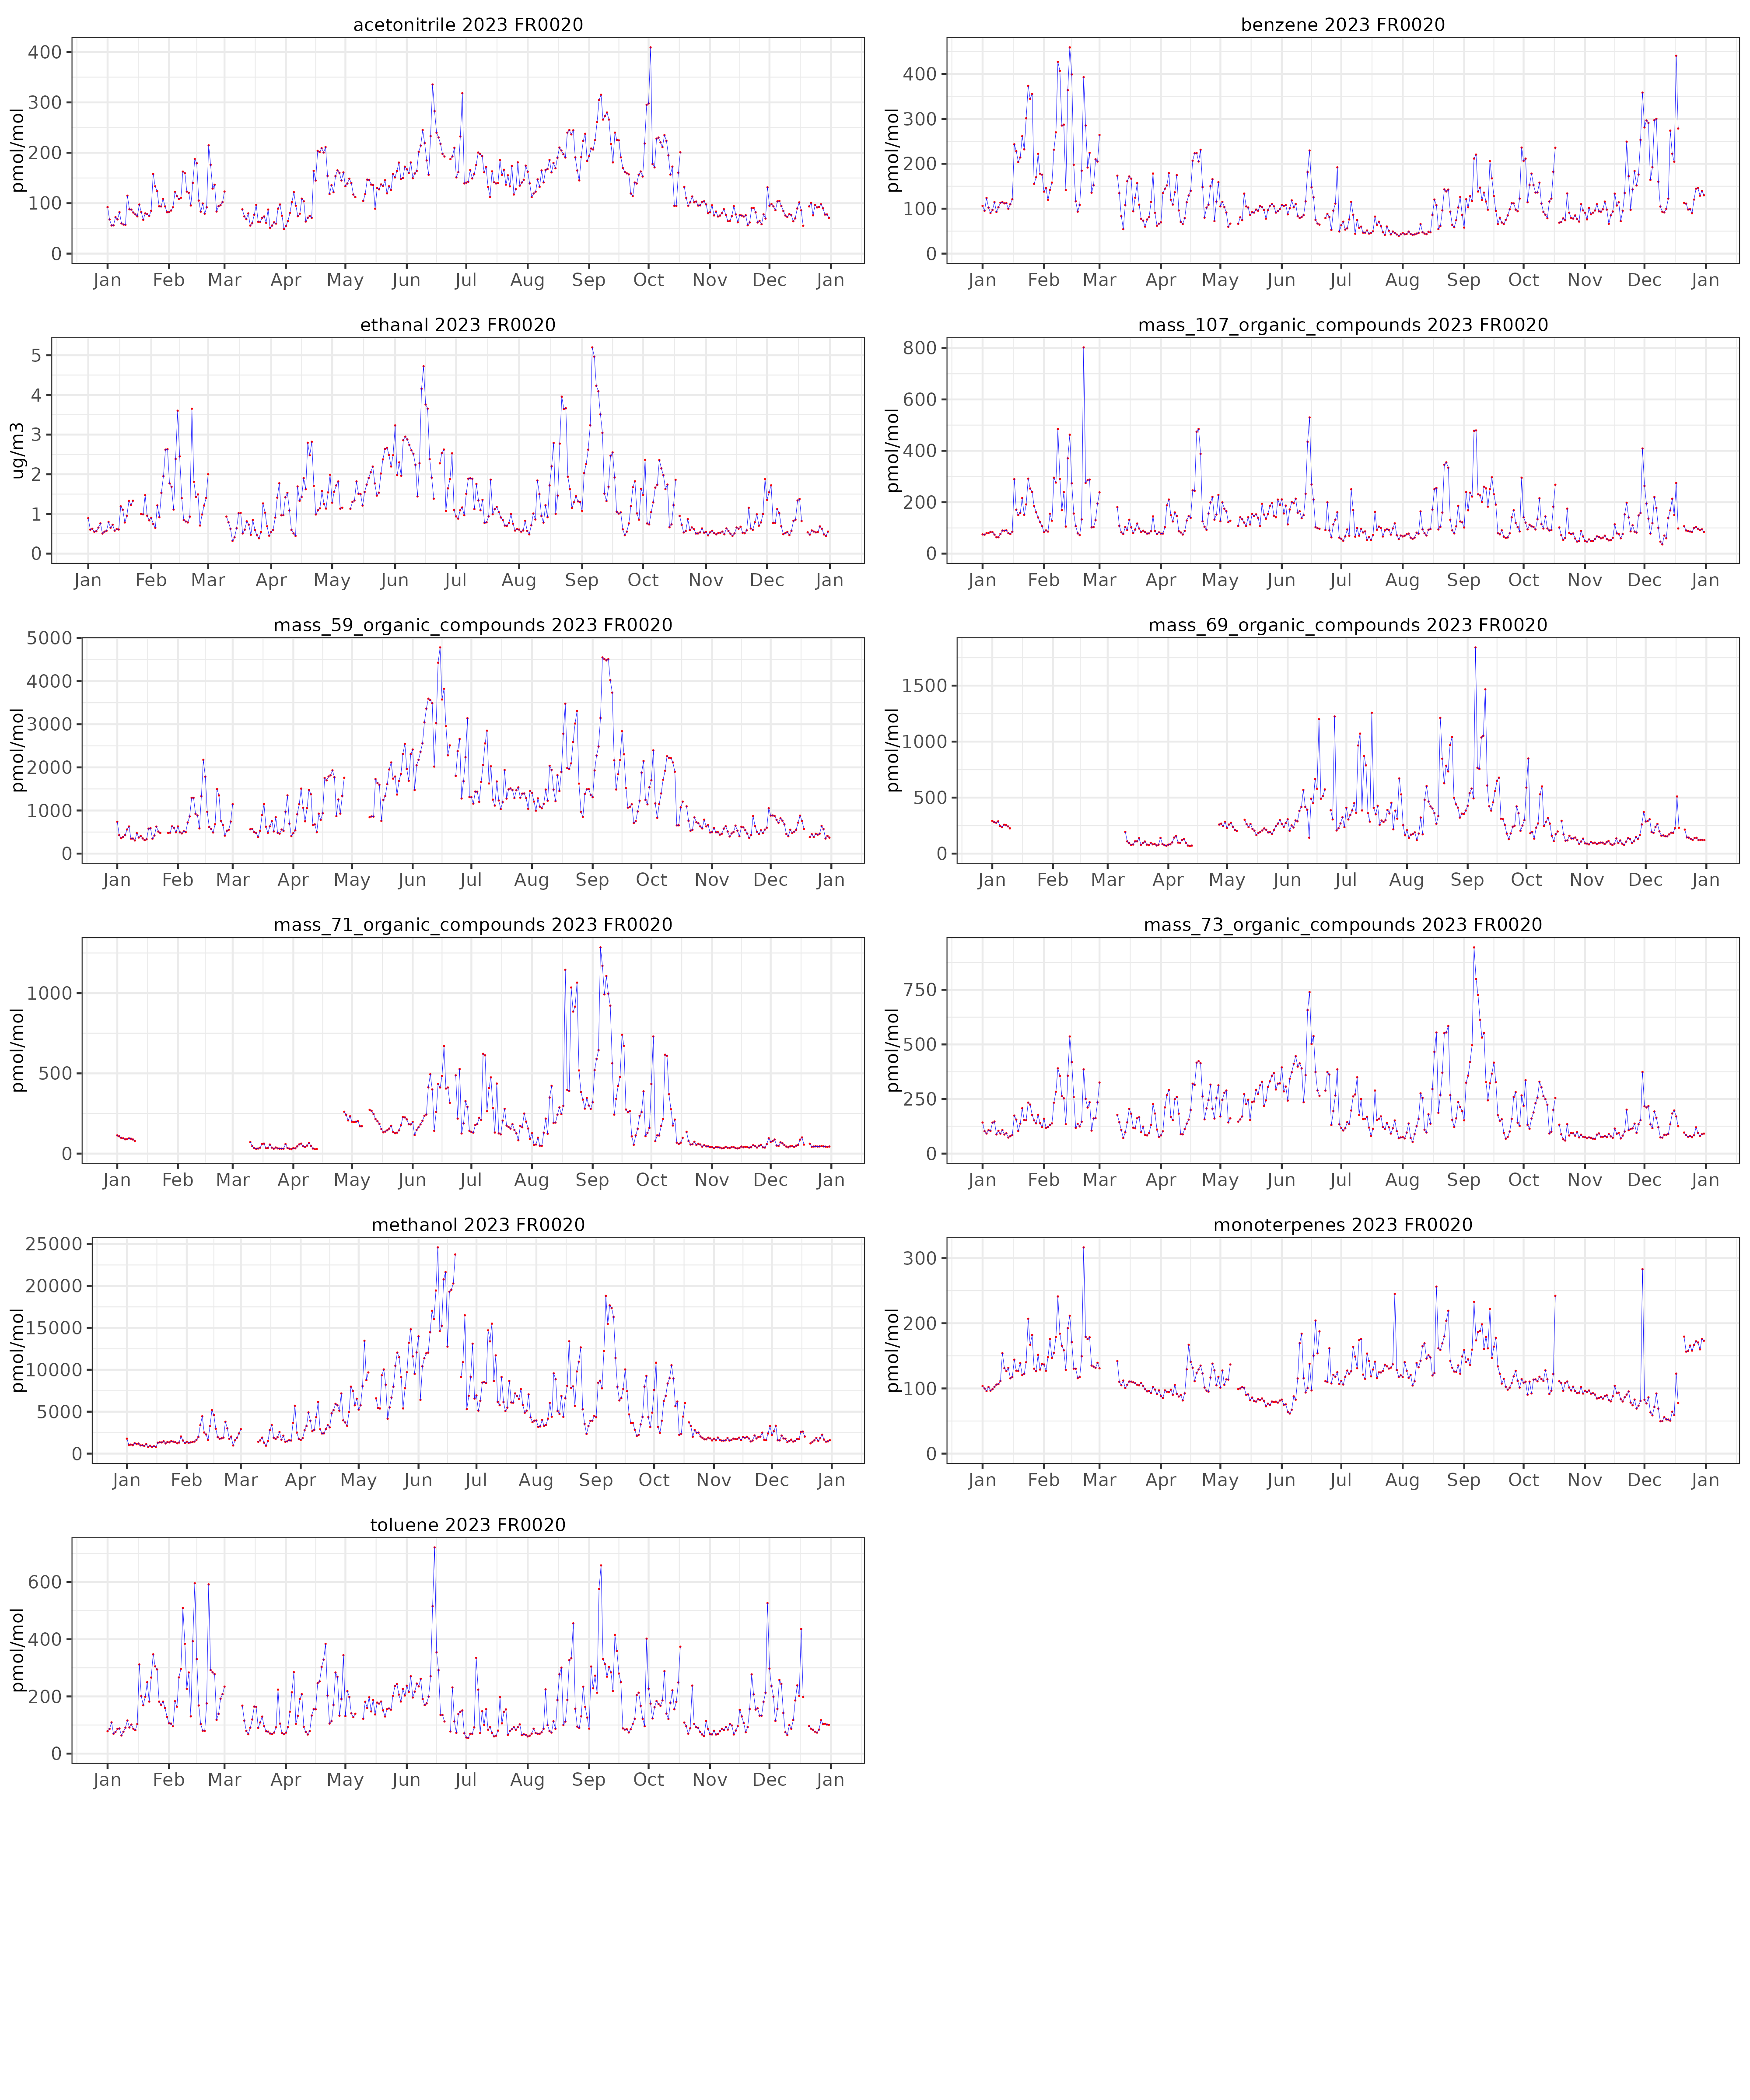 acetonitrile 2023 FR0020
pmol/mol
400
300
200
100
0
Jan Feb Mar Apr May Jun Jul Aug Sep Oct Nov Dec Jan
benzene 2023 FR0020
pmol/mol
400
300
200
100
0
Jan Feb Mar Apr May Jun Jul Aug Sep Oct Nov Dec Jan
ethanal 2023 FR0020
ug/m3
5
4
3
2
1
0
Jan Feb Mar Apr May Jun Jul Aug Sep Oct Nov Dec Jan
mass_107_organic_compounds 2023 FR0020
pmol/mol
800
600
400
200
0
Jan Feb Mar Apr May Jun Jul Aug Sep Oct Nov Dec Jan
mass_59_organic_compounds 2023 FR0020
pmol/mol
5000
4000
3000
2000
1000
0
Jan Feb Mar Apr May Jun Jul Aug Sep Oct Nov Dec Jan
mass_69_organic_compounds 2023 FR0020
pmol/mol
1500
1000
500
0
Jan Feb Mar Apr May Jun Jul Aug Sep Oct Nov Dec Jan
mass_71_organic_compounds 2023 FR0020
pmol/mol
1000
500
0
Jan Feb Mar Apr May Jun Jul Aug Sep Oct Nov Dec Jan
mass_73_organic_compounds 2023 FR0020
pmol/mol
750
500
250
0
Jan Feb Mar Apr May Jun Jul Aug Sep Oct Nov Dec Jan
methanol 2023 FR0020
pmol/mol
25000
20000
15000
10000
5000
0
Jan Feb Mar Apr May Jun Jul Aug Sep Oct Nov Dec Jan
monoterpenes 2023 FR0020
pmol/mol
300
200
100
0
Jan Feb Mar Apr May Jun Jul Aug Sep Oct Nov Dec Jan
toluene 2023 FR0020
pmol/mol
600
400
200
0
Jan Feb Mar Apr May Jun Jul Aug Sep Oct Nov Dec Jan